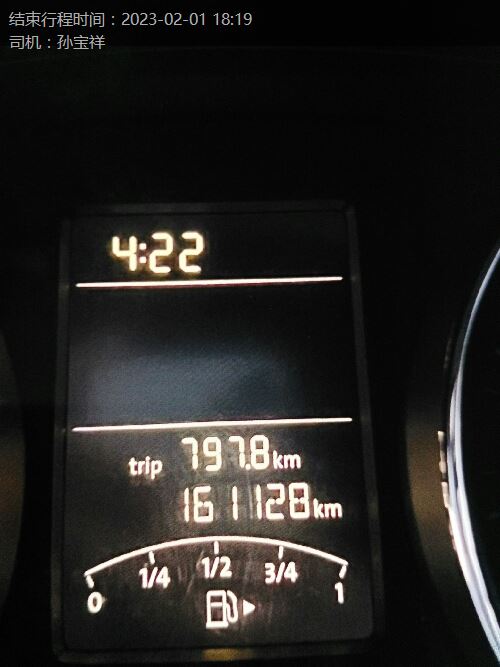 结束行程时间：2023-02-01 18:19
司机：孙宝祥
4:22
trip 797.8 km
161128 km
0 1/4 1/2 3/4 1